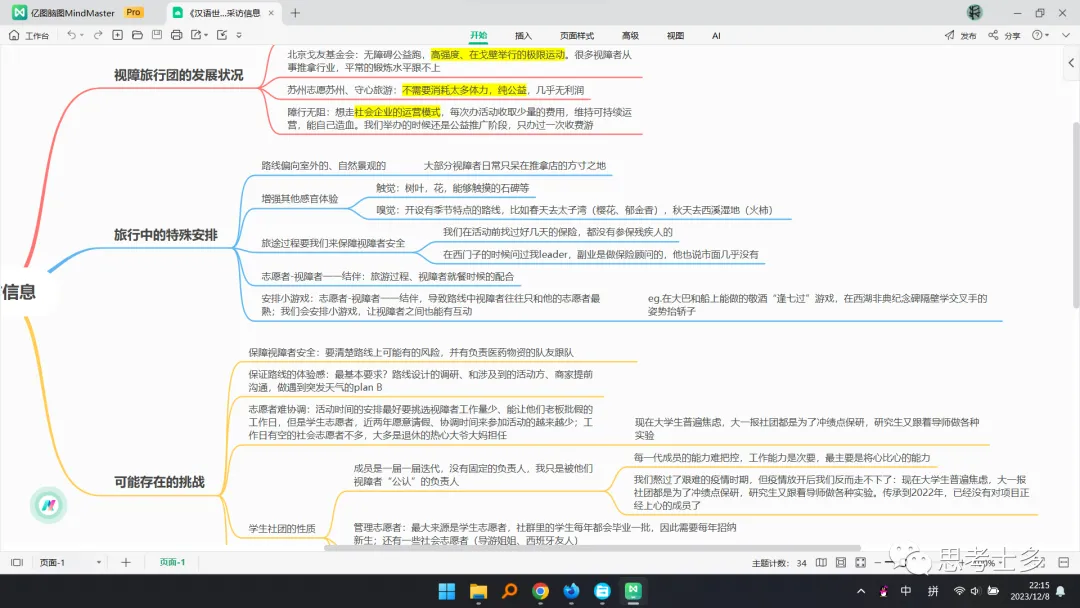 亿图脑图MindMaster
Pro
《汉语世...采访信息
工作台
开始
插入
页面样式
高级
视图
AI
发布
分享
视障旅行团的发展状况
北京戈友基金会：无障碍公益跑，高强度、在戈壁举行的极限运动。很多视障者从
事推拿行业，平常的锻炼水平跟不上
苏州志愿苏州、守心旅游：不需要消耗太多体力，纯公益，几乎无利润
障行无阻：想走社会企业的运营模式，每次办活动收取少量的费用，维持可持续运
营，能自己造血。我们举办的时候还是公益推广阶段，只办过一次收费游
信息
旅行中的特殊安排
路线偏向室外的、自然景观的
大部分视障者日常只呆在推拿店的方寸之地
增强其他感官体验
触觉：树叶，花，能够触摸的石碑等
嗅觉：开设有季节特点的路线，比如春天去太子湾（樱花、郁金香），秋天去西溪湿地（火柿）
旅途过程要我们来保障视障者安全
我们在活动前找过好几天的保险，都没有参保残疾人的
在西门子的时候问过我leader，副业是做保险顾问的，他也说市面几乎没有
志愿者-视障者一一结伴：旅游过程、视障者就餐时候的配合
安排小游戏：志愿者-视障者一一结伴，导致路线中视障者往往只和他的志愿者最
熟；我们会安排小游戏，让视障者之间也能有互动
eg.在大巴和船上能做的敬酒“逢七过”游戏，在西湖非典纪念碑隔壁学交叉手的
姿势抬轿子
可能存在的挑战
保障视障者安全：要清楚路线上可能有的风险，并有负责医药物资的队友跟队
保证路线的体验感：最基本要求？路线设计的调研、和涉及到的活动方、商家提前
沟通，做遇到突发天气的plan B
志愿者难协调：活动时间的安排最好要挑选视障者工作量少、能让他们老板批假的
工作日，但是学生志愿者，近两年愿意请假、协调时间来参加活动的越来越少；工
作日有空的社会志愿者不多，大多是退休的热心大爷大妈担任
现在大学生普遍焦虑，大一报社团都是为了冲绩点保研，研究生又跟着导师做各种
实验
学生社团的性质
成员是一届一届迭代，没有固定的负责人，我只是被他们
视障者“公认”的负责人
每一代成员的能力难把控，工作能力是次要，最主要是将心比心的能力
我们熬过了艰难的疫情时期，但疫情放开后我们反而走不下了：现在大学生普遍焦虑，大一报
社团都是为了冲绩点保研，研究生又跟着导师做各种实验。传承到2022年，已经没有对项目正
经上心的成员了
管理志愿者：最大来源是学生志愿者，社群里的学生每年都会毕业一批，因此需要每年招纳
新生；还有一些社会志愿者（导游姐姐、西班牙友人）
页面-1
页面-1
主题计数： 34
思考士多
中
拼
22:15
2023/12/8